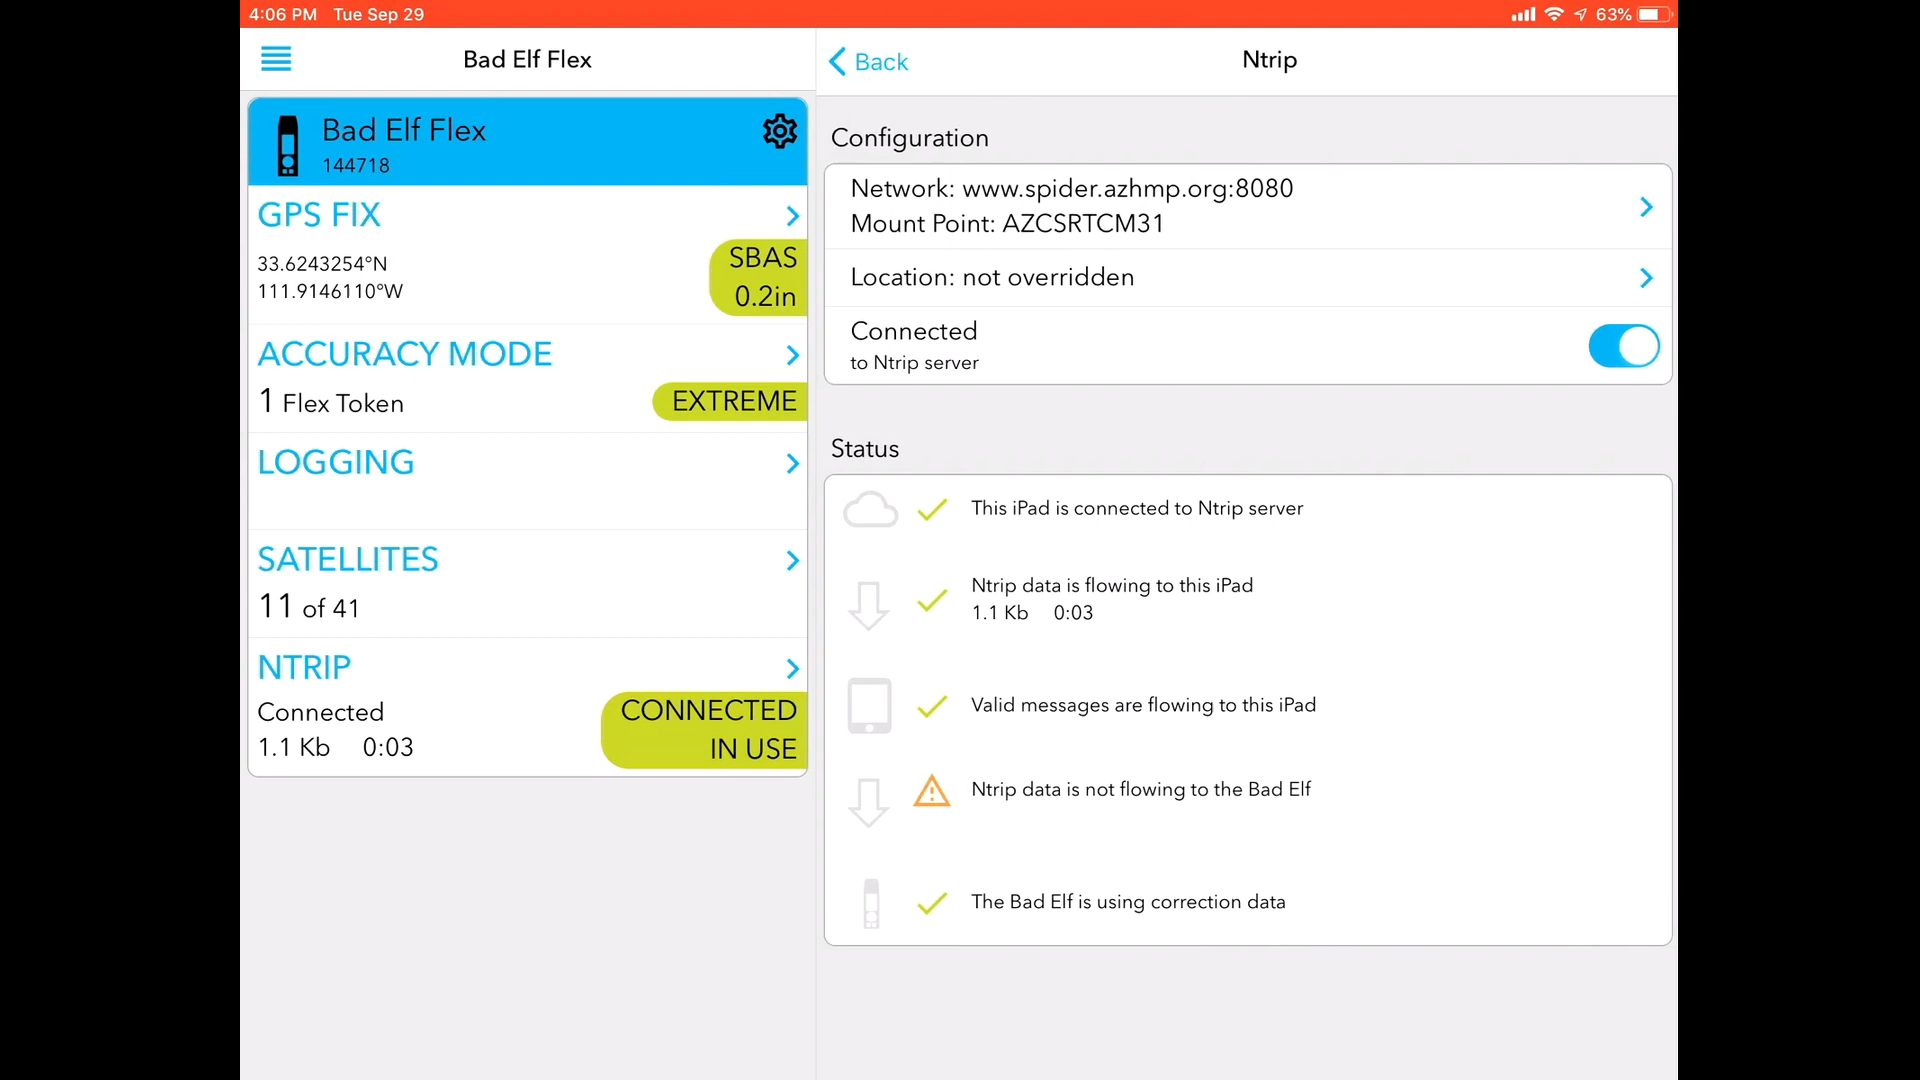 4:06 PM Tue Sep 29
63%
Bad Elf Flex
Bad Elf Flex
144718
GPS FIX
33.6243254°N
111.9146110°W
SBAS
0.2in
ACCURACY MODE
1 Flex Token
EXTREME
LOGGING
SATELLITES
11 of 41
NTRIP
Connected
1.1 Kb 0:03
CONNECTED
IN USE
Back
Ntrip
Configuration
Network: www.spider.azhmp.org:8080
Mount Point: AZCSRTCM31
Location: not overridden
Connected
to Ntrip server
Status
This iPad is connected to Ntrip server
Ntrip data is flowing to this iPad
1.1 Kb 0:03
Valid messages are flowing to this iPad
Ntrip data is not flowing to the Bad Elf
The Bad Elf is using correction data